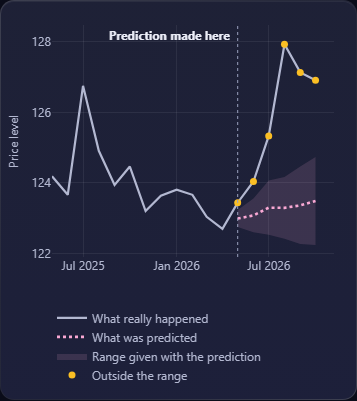 Prediction made here
128
126
124
122
Price level
Jul 2025
Jan 2026
Jul 2026
What really happened
What was predicted
Range given with the prediction
Outside the range